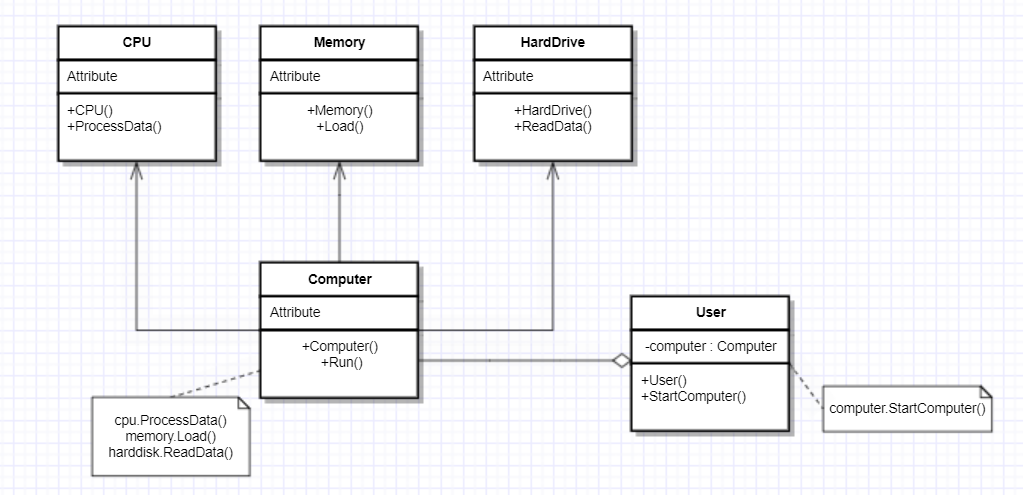 CPU
Attribute
+CPU()
+ProcessData()
Memory
Attribute
+Memory()
+Load()
HardDrive
Attribute
+HardDrive()
+ReadData()
Computer
Attribute
+Computer()
+Run()
User
-computer : Computer
+User()
+StartComputer()
cpu.ProcessData()
memory.Load()
harddisk.ReadData()
computer.StartComputer()